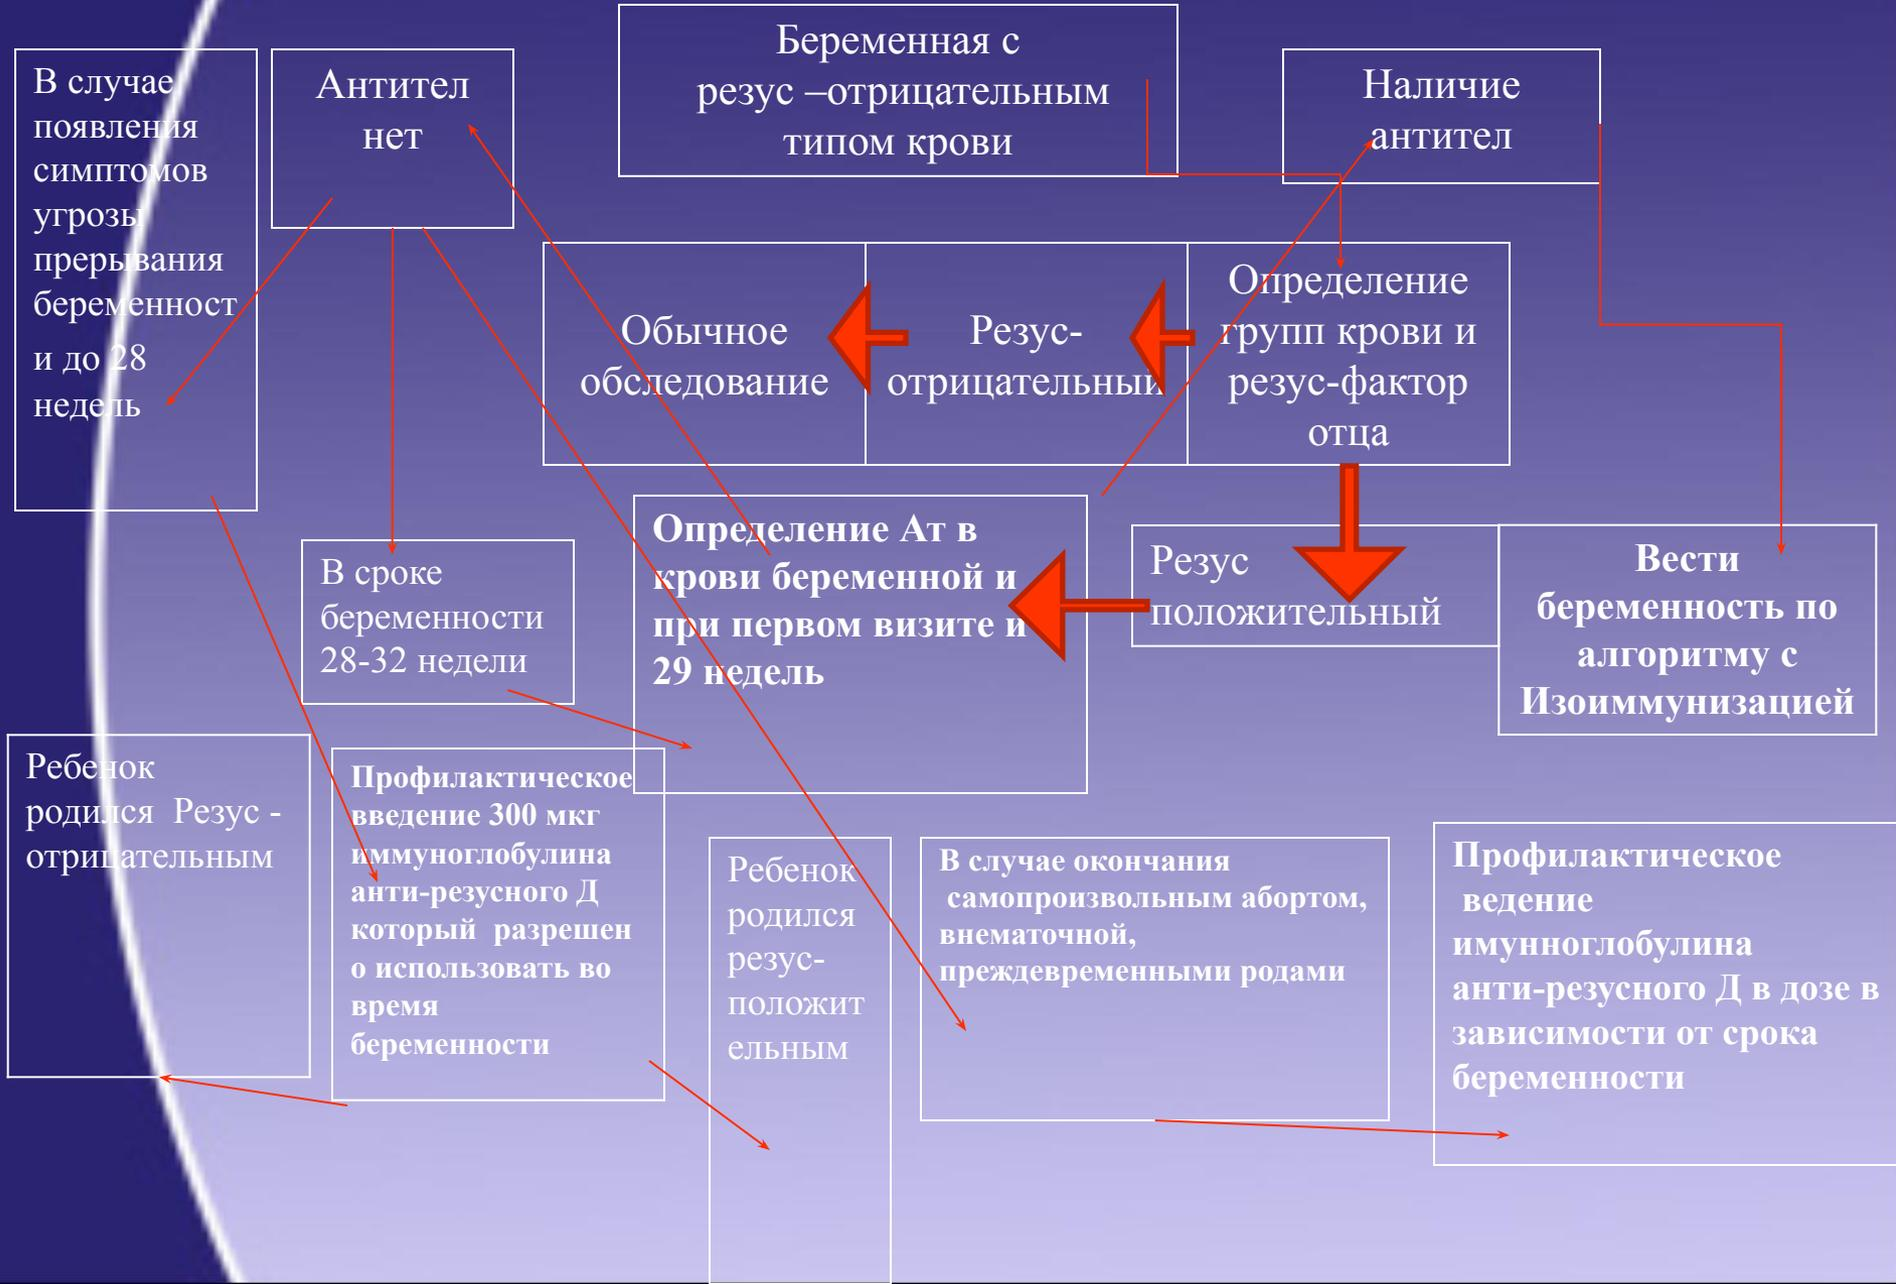 Беременная с
резус –отрицательным
типом крови
В случае
появления
симптомов
угрозы
прерывания
беременност
и до 28
недель
Антител
нет
Наличие
антител
Обычное
обследование
Резус-
отрицательный
Определение
групп крови и
резус-фактор
отца
Определение Ат в
крови беременной и
при первом визите и
29 недель
Резус
положительный
Вести
беременность по
алгоритму с
Изоиммунизацией
В сроке
беременности
28-32 недели
Ребенок
родился Резус -
отрицательным
Профилактическое
введение 300 мкг
иммуноглобулина
анти-резусного Д
который разрешен
о использовать во
время
беременности
Ребенок
родился
резус-
положит
ельным
В случае окончания
самопроизвольным абортом,
внематочной,
преждевременными родами
Профилактическое
ведение
имунноглобулина
анти-резусного Д в дозе в
зависимости от срока
беременности